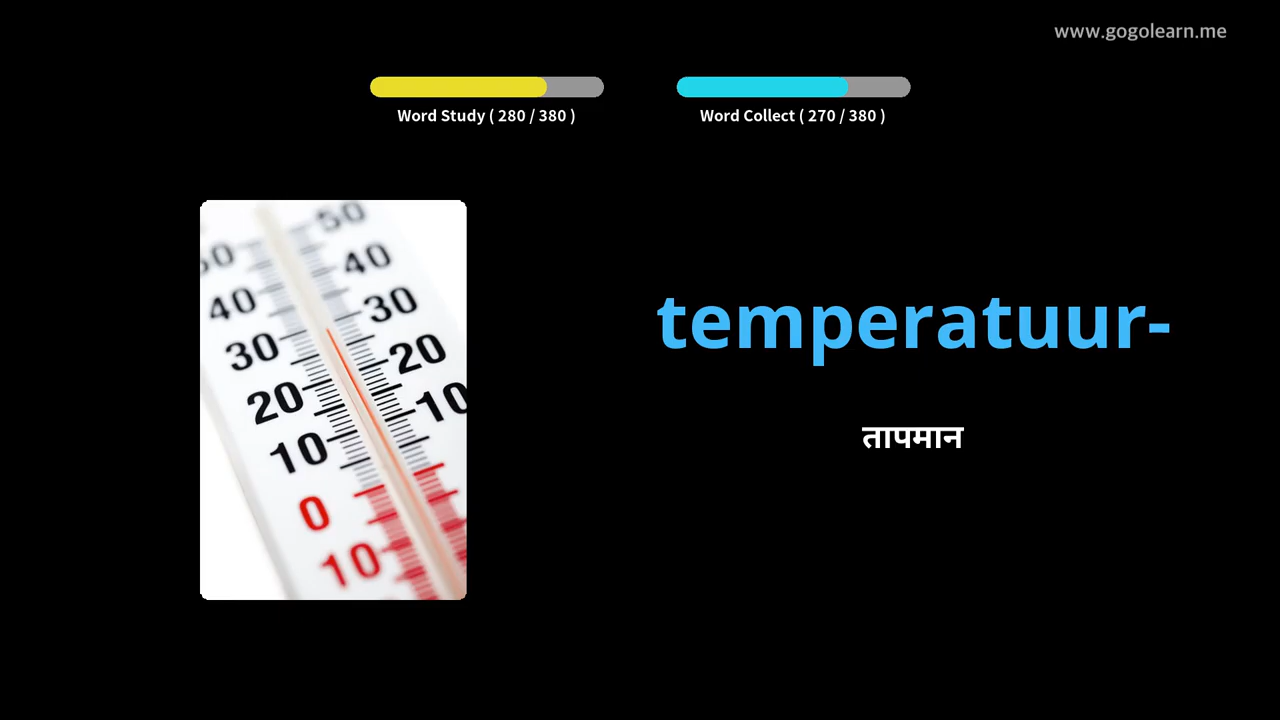 www.gogolearn.me
Word Study ( 280 / 380 )
Word Collect ( 270 / 380 )
50
50
40
40
30
30
20
20
10
10
0
10
temperatuur-
तापमान